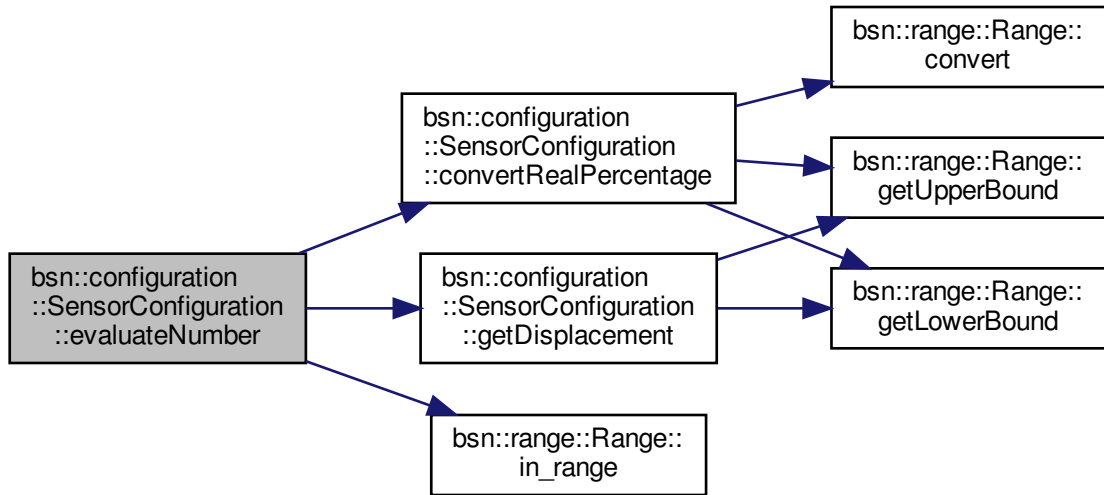 bsn::configuration
::SensorConfiguration
::evaluateNumber
bsn::configuration
::SensorConfiguration
::convertRealPercentage
bsn::configuration
::SensorConfiguration
::getDisplacement
bsn::range::Range::
in_range
bsn::range::Range::
convert
bsn::range::Range::
getUpperBound
bsn::range::Range::
getLowerBound